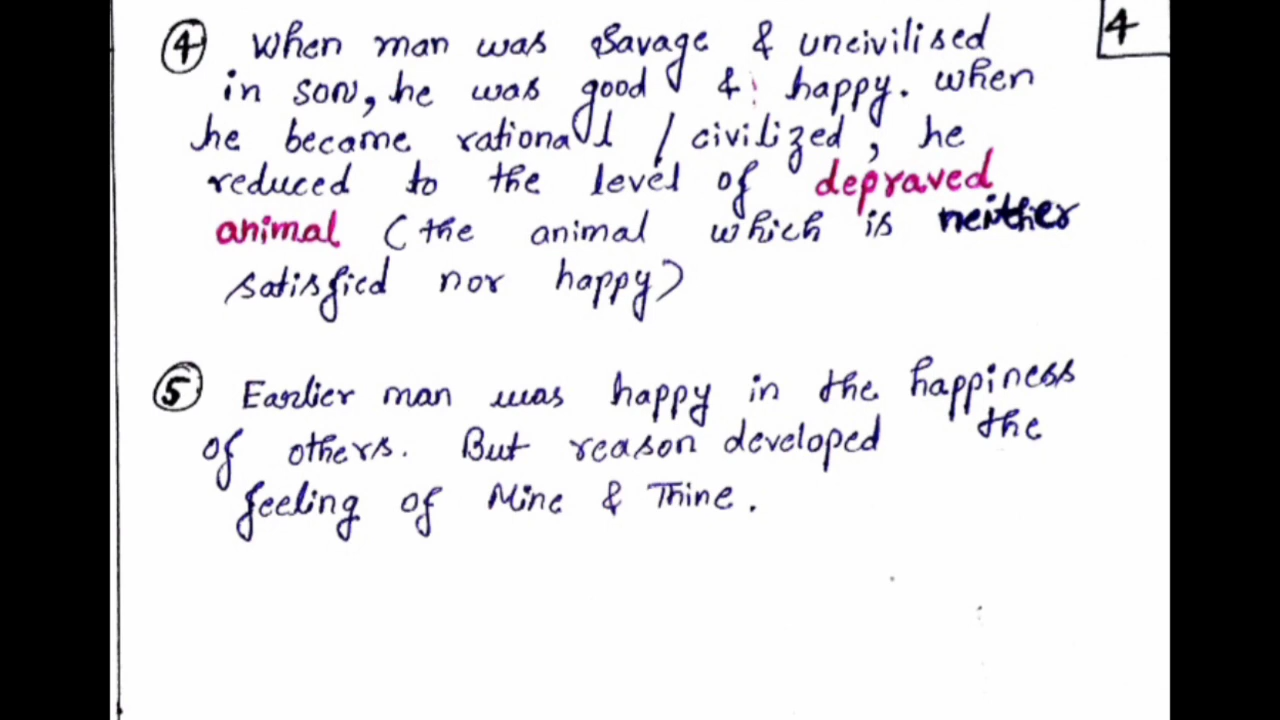 4
④ When man was Savage & uncivilised
in SON, he was good & happy. When
he became rational / civilized, he
reduced to the level of depraved
animal (the animal which is neither
satisfied nor happy)
⑤ Earlier man was happy in the happiness
of others. But reason developed the
feeling of Mine & Thine.